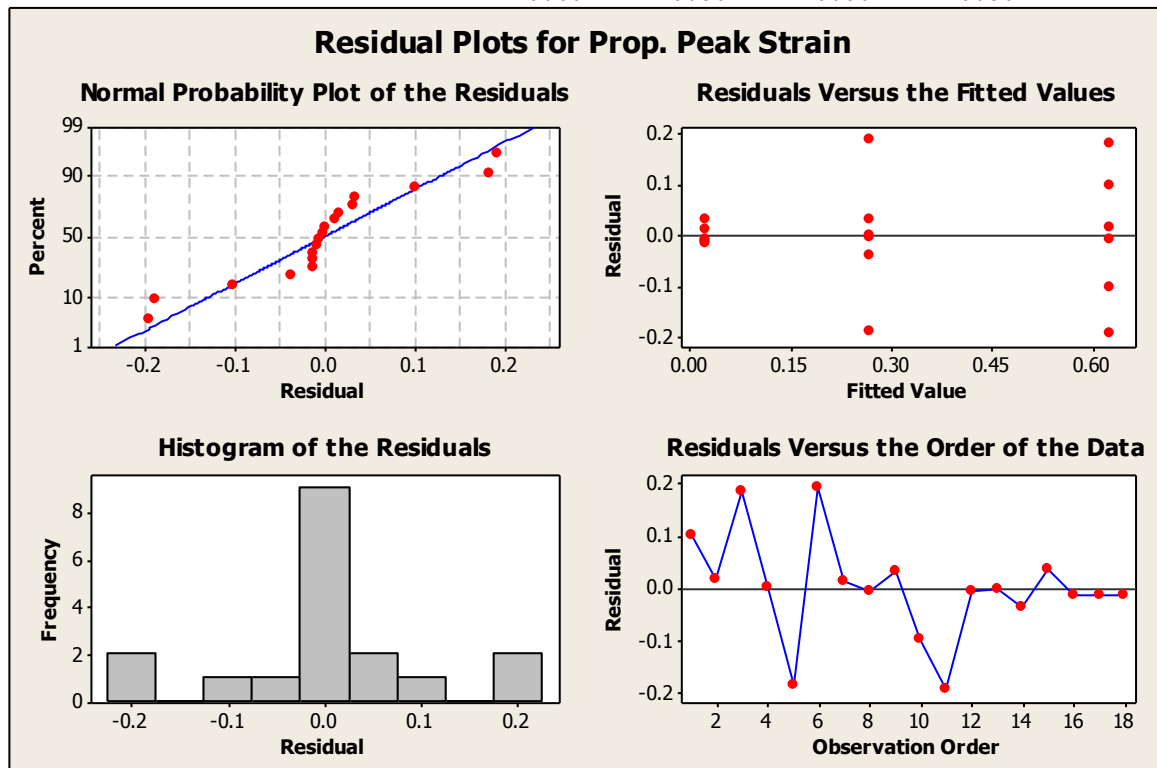 Residual Plots for Prop. Peak Strain
Normal Probability Plot of the Residuals
99
90
50
10
1
Percent
-0.2 -0.1 0.0 0.1 0.2
Residual
Residuals Versus the Fitted Values
0.2
0.1
0.0
-0.1
-0.2
Residual
0.00 0.15 0.30 0.45 0.60
Fitted Value
Histogram of the Residuals
8
6
4
2
0
Frequency
-0.2 -0.1 0.0 0.1 0.2
Residual
Residuals Versus the Order of the Data
0.2
0.1
0.0
-0.1
-0.2
Residual
2 4 6 8 10 12 14 16 18
Observation Order